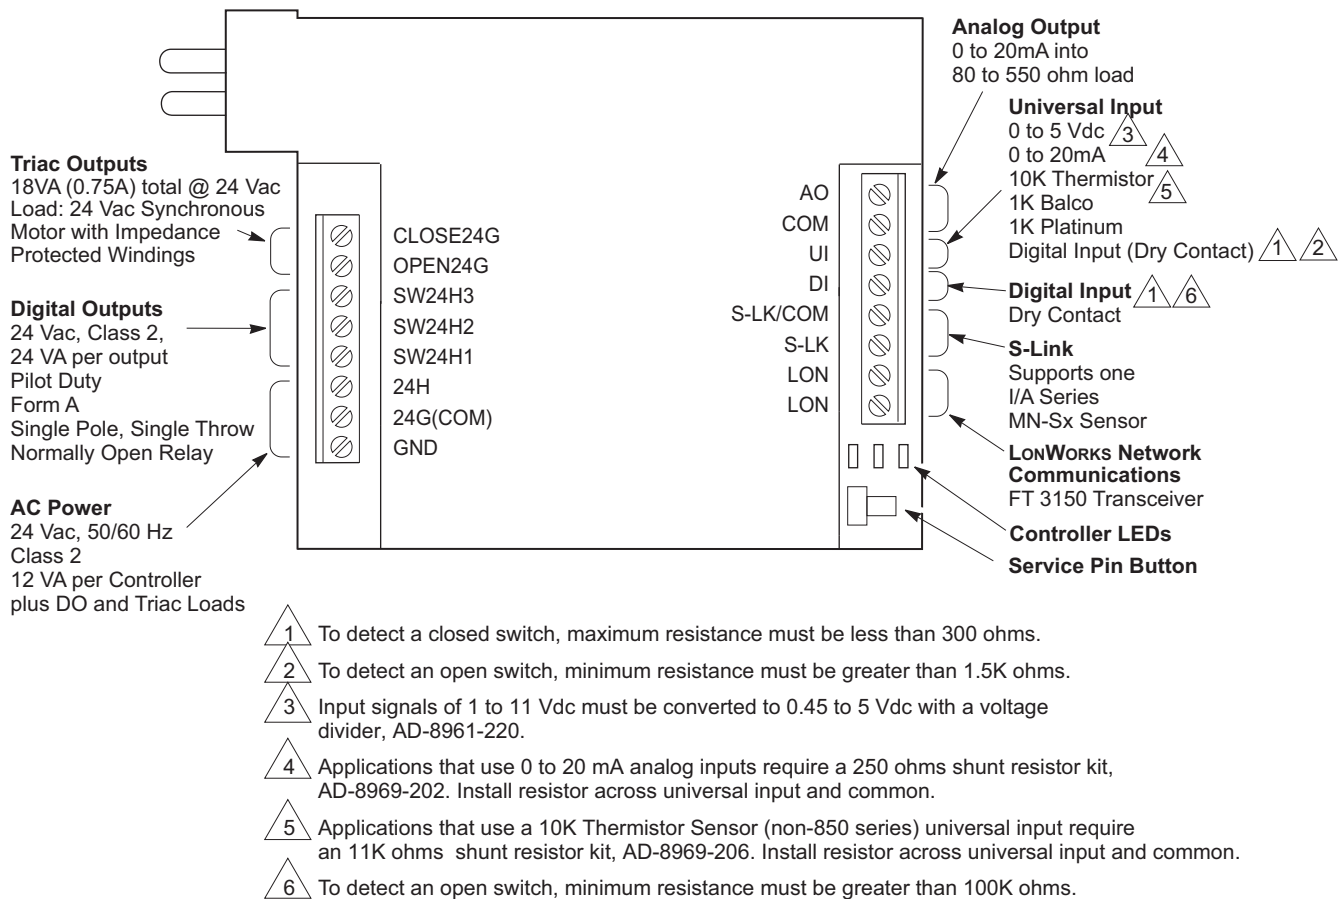 Analog Output
0 to 20mA into
80 to 550 ohm load
Universal Input
0 to 5 Vdc 3
0 to 20mA 4
10K Thermistor 5
1K Balco
1K Platinum
Digital Input (Dry Contact) 1 2
Digital Input 1 6
Dry Contact
S-Link
Supports one
I/A Series
MN-Sx Sensor
LONWORKS Network
Communications
FT 3150 Transceiver
Controller LEDs
Service Pin Button
Triac Outputs
18VA (0.75A) total @ 24 Vac
Load: 24 Vac Synchronous
Motor with Impedance
Protected Windings
Digital Outputs
24 Vac, Class 2,
24 VA per output
Pilot Duty
Form A
Single Pole, Single Throw
Normally Open Relay
AC Power
24 Vac, 50/60 Hz
Class 2
12 VA per Controller
plus DO and Triac Loads
CLOSE24G
OPEN24G
SW24H3
SW24H2
SW24H1
24H
24G(COM)
GND
AO
COM
UI
DI
S-LK/COM
S-LK
LON
LON
1 To detect a closed switch, maximum resistance must be less than 300 ohms.
2 To detect an open switch, minimum resistance must be greater than 1.5K ohms.
3 Input signals of 1 to 11 Vdc must be converted to 0.45 to 5 Vdc with a voltage
divider, AD-8961-220.
4 Applications that use 0 to 20 mA analog inputs require a 250 ohms shunt resistor kit,
AD-8969-202. Install resistor across universal input and common.
5 Applications that use a 10K Thermistor Sensor (non-850 series) universal input require
an 11K ohms shunt resistor kit, AD-8969-206. Install resistor across universal input and common.
6 To detect an open switch, minimum resistance must be greater than 100K ohms.